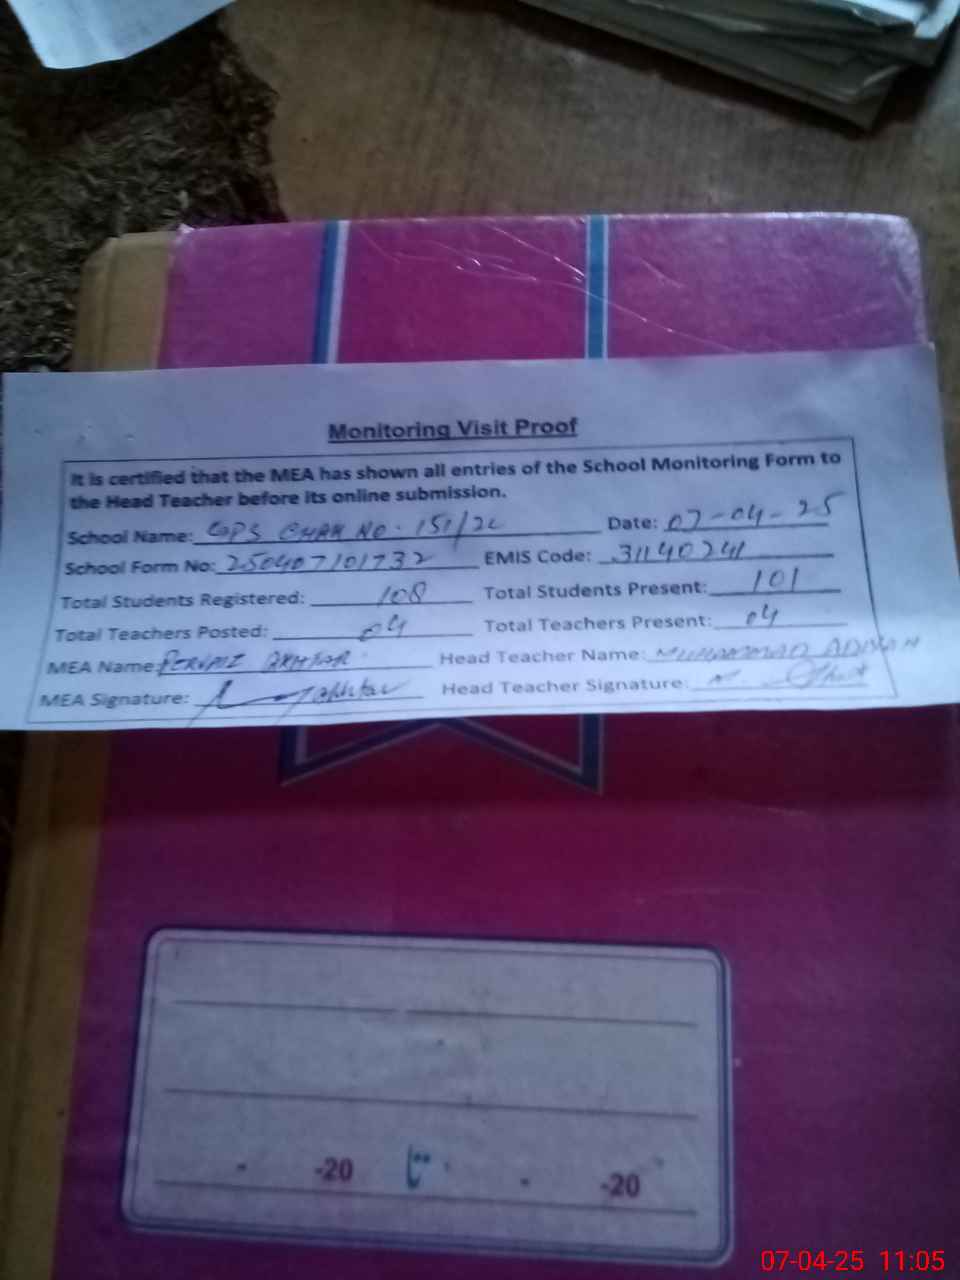 Monitoring Visit Proof
It is certified that the MEA has shown all entries of the School Monitoring Form to
the Head Teacher before its online submission.
School Name: GPS CHAK NO. 151/2L Date: 07-04-25
School Form No: 250407101732 EMIS Code: 31140241
Total Students Registered: 108 Total Students Present: 101
Total Teachers Posted: 04 Total Teachers Present: 04
MEA Name: PERVAIZ AKHTAR Head Teacher Name: MUHAMMAD ADNAN
MEA Signature: Head Teacher Signature:
-20 تا -20
07-04-25 11:05